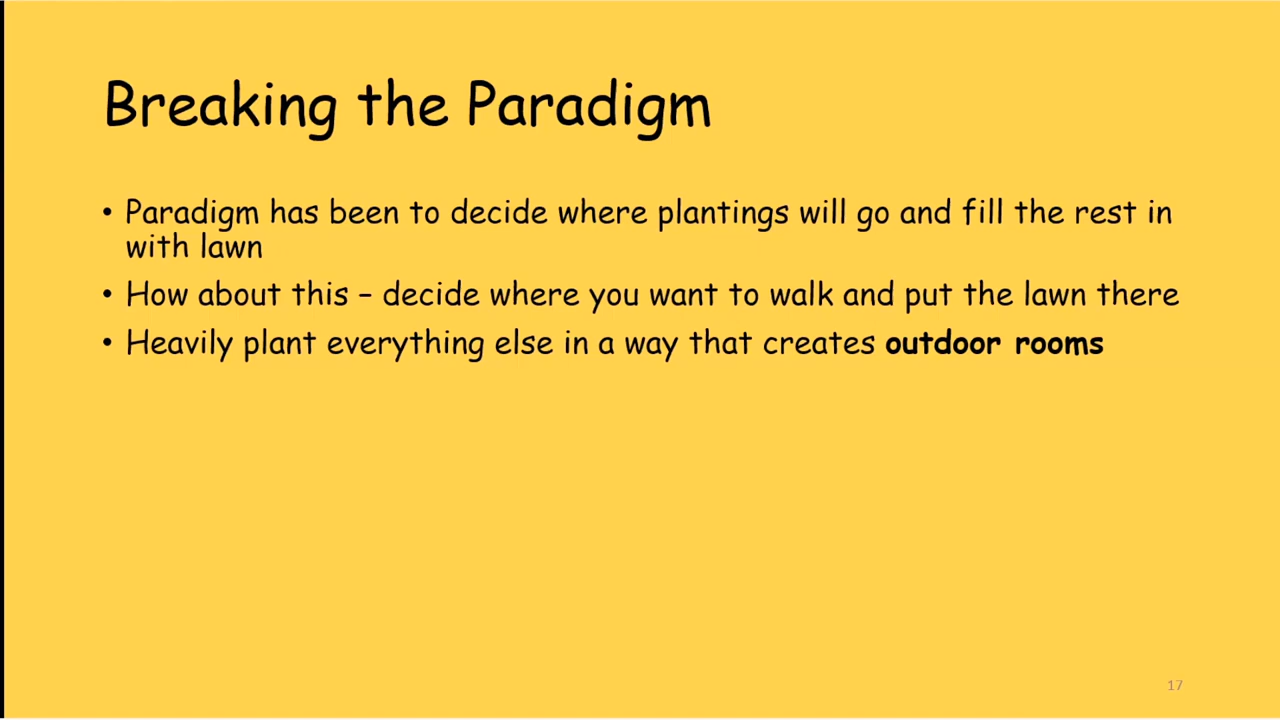 Breaking the Paradigm
• Paradigm has been to decide where plantings will go and fill the rest in
with lawn
• How about this – decide where you want to walk and put the lawn there
• Heavily plant everything else in a way that creates outdoor rooms
17